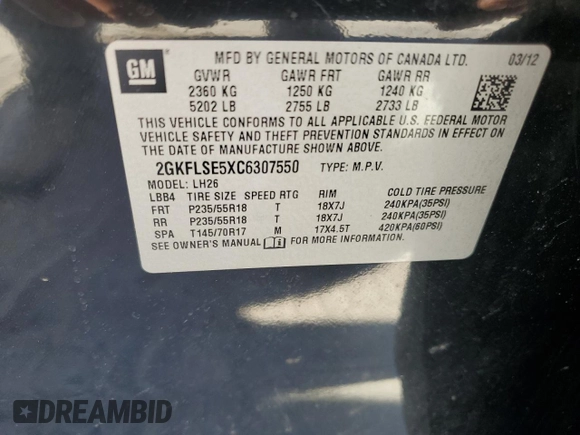 GM
MFD BY GENERAL MOTORS OF CANADA LTD. 03/12
GVWR GAWR FRT GAWR RR
2360 KG 1250 KG 1240 KG
5202 LB 2755 LB 2733 LB
THIS VEHICLE CONFORMS TO ALL APPLICABLE U.S. FEDERAL MOTOR
VEHICLE SAFETY AND THEFT PREVENTION STANDARDS IN EFFECT ON
THE DATE OF MANUFACTURE SHOWN ABOVE.
2GKFLSE5XC6307550 TYPE: M.P.V.
MODEL: LH26
LBB4 TIRE SIZE SPEED RTG RIM COLD TIRE PRESSURE
FRT P235/55R18 T 18X7J 240KPA(35PSI)
RR P235/55R18 T 18X7J 240KPA(35PSI)
SPA T145/70R17 M 17X4.5T 420KPA(60PSI)
SEE OWNER'S MANUAL FOR MORE INFORMATION.
DREAMBID